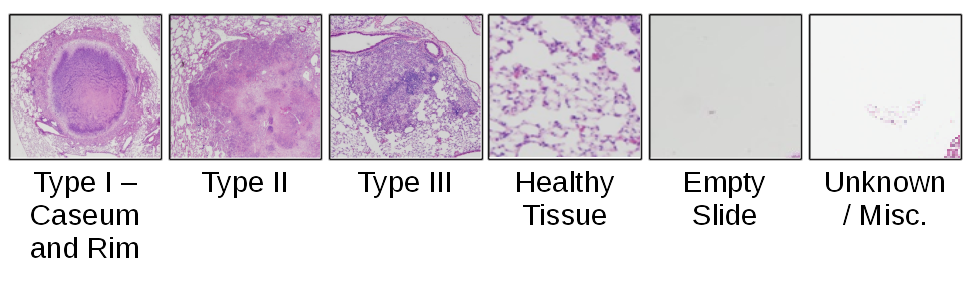 Type I –
Caseum
and Rim
Type II
Type III
Healthy
Tissue
Empty
Slide
Unknown
/ Misc.